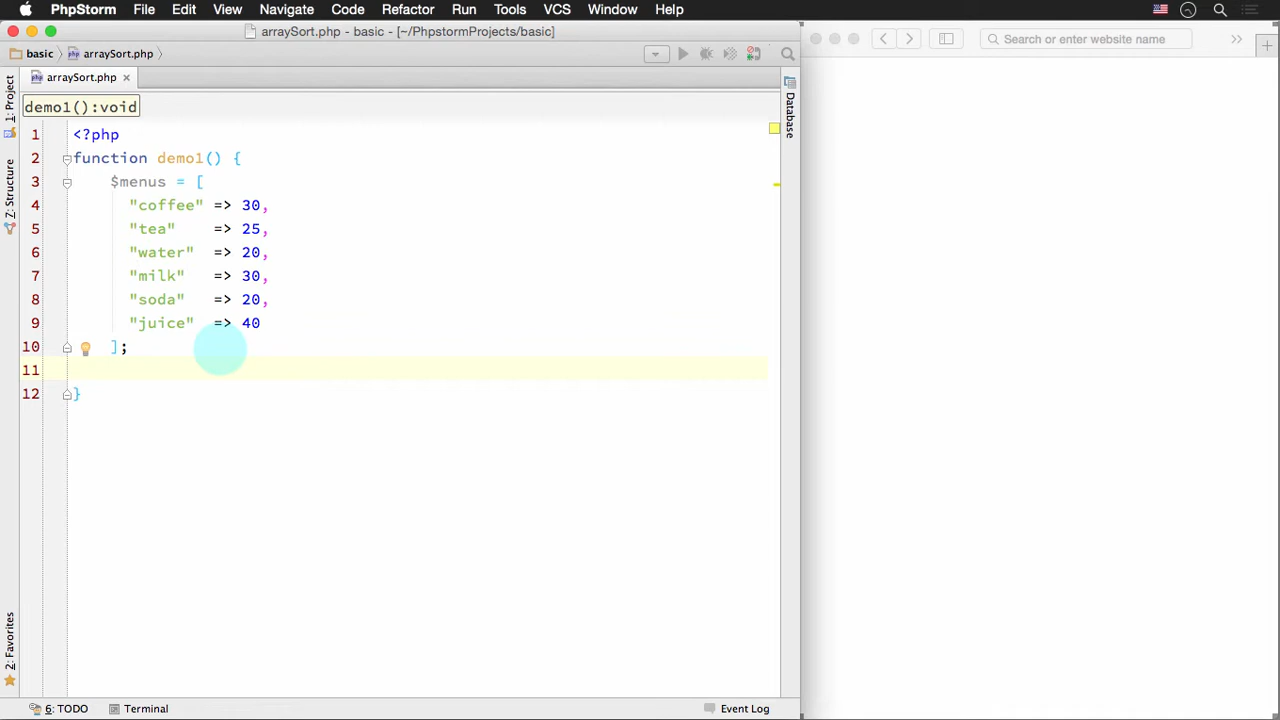 PhpStorm File Edit View Navigate Code Refactor Run Tools VCS Window Help
arraySort.php - basic - [~/PhpstormProjects/basic]
basic arraySort.php
Search or enter website name
arraySort.php
1: Project
7: Structure
2: Favorites
Database
demo1():void
1 <?php
2 function demo1() {
3 $menus = [
4 "coffee" => 30,
5 "tea" => 25,
6 "water" => 20,
7 "milk" => 30,
8 "soda" => 20,
9 "juice" => 40
10 ];
11
12 }
6: TODO Terminal Event Log